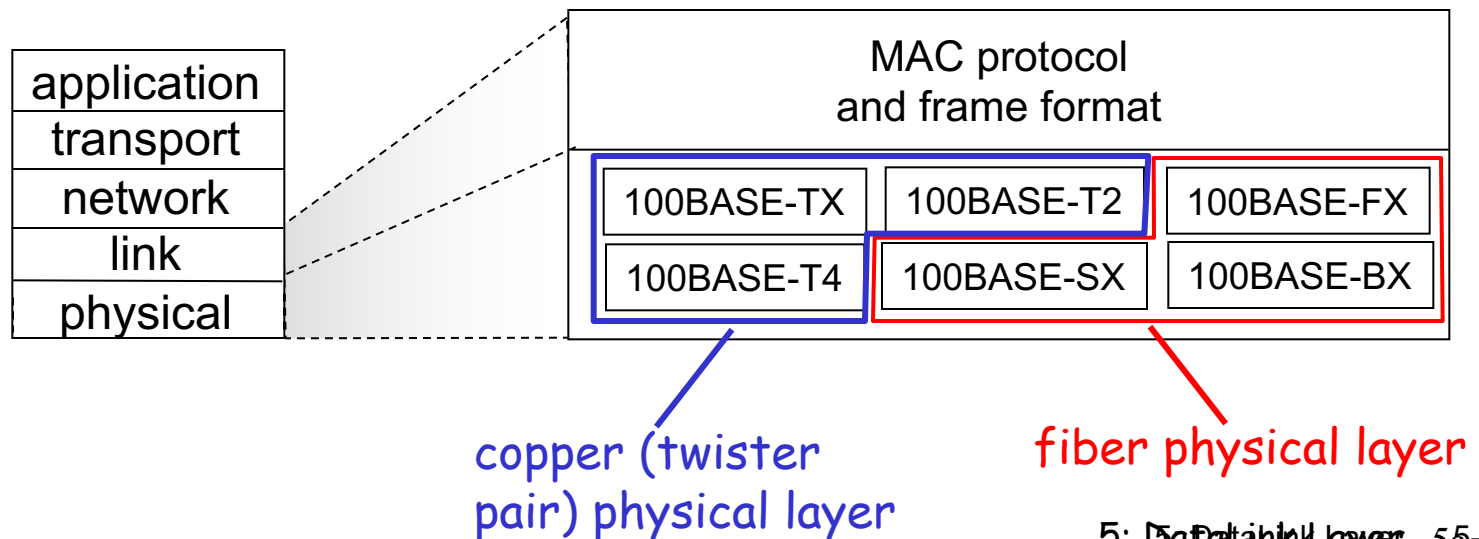 application
transport
network
link
physical
MAC protocol
and frame format
100BASE-TX
100BASE-T2
100BASE-FX
100BASE-T4
100BASE-SX
100BASE-BX
copper (twister
pair) physical layer
fiber physical layer
5: